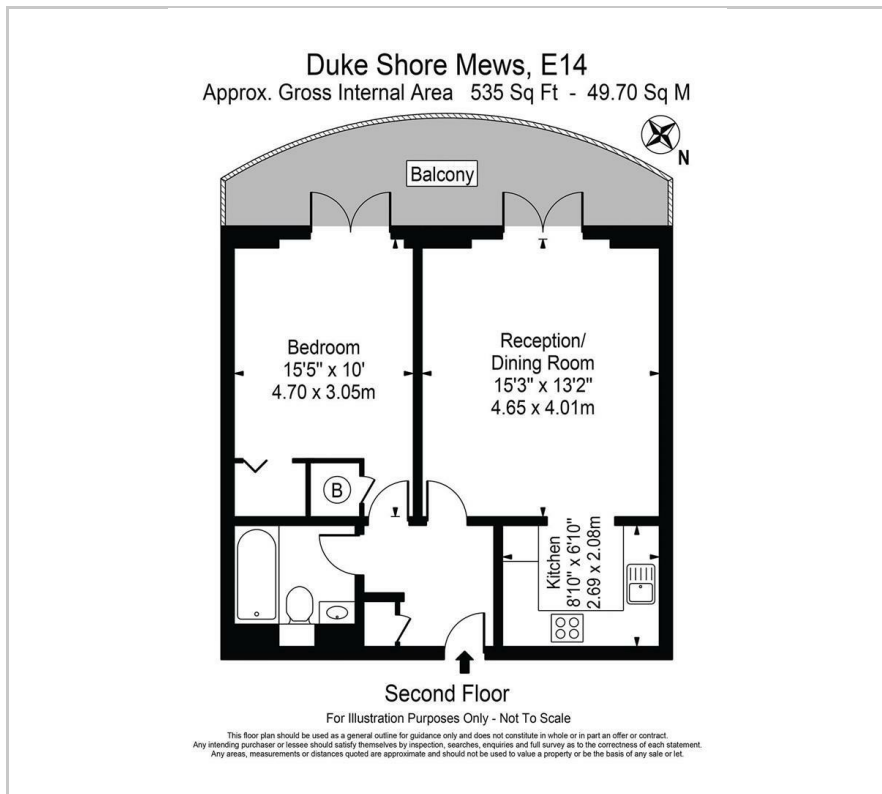 Duke Shore Mews, E14
Approx. Gross Internal Area 535 Sq Ft - 49.70 Sq M
N
Balcony
Bedroom
15'5" x 10'
4.70 x 3.05m
Reception/
Dining Room
15'3" x 13'2"
4.65 x 4.01m
B
Kitchen
8'10" x 6'10"
2.69 x 2.08m
Second Floor
For Illustration Purposes Only - Not To Scale
This floor plan should be used as a general outline for guidance only and does not constitute in whole or in part an offer or contract.
Any intending purchaser or lessee should satisfy themselves by inspection, searches, enquiries and full survey as to the correctness of each statement.
Any areas, measurements or distances quoted are approximate and should not be used to value a property or be the basis of any sale or let.